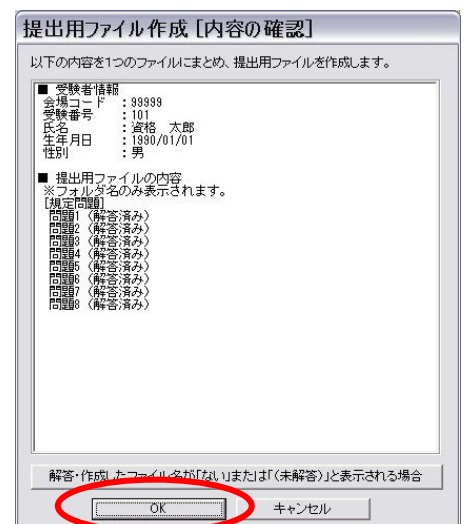 提出用ファイル作成 [内容の確認]
以下の内容を1つのファイルにまとめ、提出用ファイルを作成します。
■ 受験者情報
会場コード : 99999
受験番号 : 101
氏名 : 資格 太郎
生年月日 : 1990/01/01
性別 : 男
■ 提出用ファイルの内容
※フォルダ名のみ表示されます。
[規定問題]
問題1 (解答済み)
問題2 (解答済み)
問題3 (解答済み)
問題4 (解答済み)
問題5 (解答済み)
問題6 (解答済み)
問題7 (解答済み)
問題8 (解答済み)
解答・作成したファイル名が「ない」または「(未解答)」と表示される場合
OK キャンセル